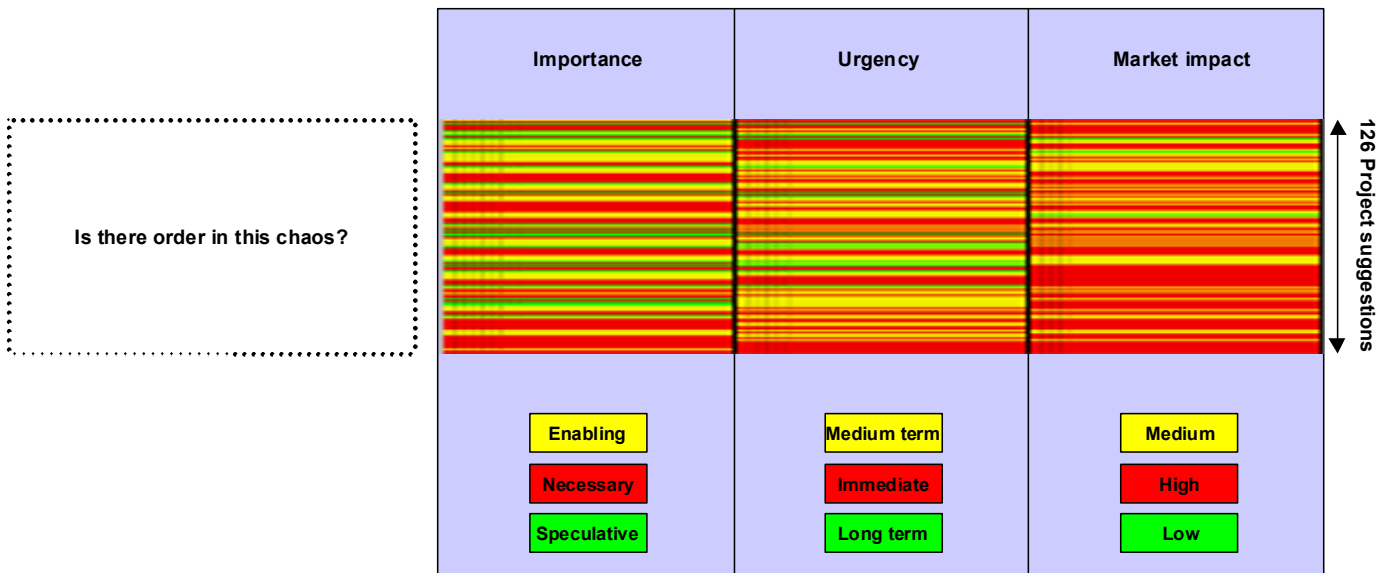 Importance
Urgency
Market impact
Is there order in this chaos?
126 Project suggestions
Enabling
Medium term
Medium
Necessary
Immediate
High
Speculative
Long term
Low